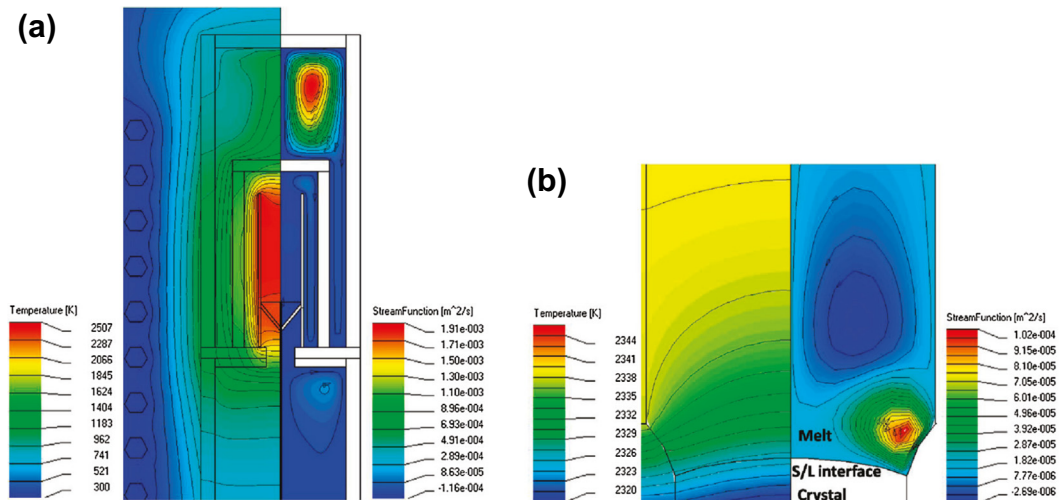 (a)
Temperature [K]
2507
2287
2065
1845
1624
1404
1183
962
741
521
300
StreamFunction [m^2/s]
1.91e-003
1.71e-003
1.50e-003
1.30e-003
1.10e-003
8.96e-004
6.93e-004
4.91e-004
2.89e-004
8.63e-005
-1.16e-004
(b)
Temperature [K]
2344
2341
2338
2335
2332
2329
2326
2323
2320
Melt
S/L interface
Crystal
StreamFunction [m^2/s]
1.02e-004
9.15e-005
8.10e-005
7.05e-005
6.01e-005
4.96e-005
3.92e-005
2.87e-005
1.82e-005
7.77e-006
-2.69e-006